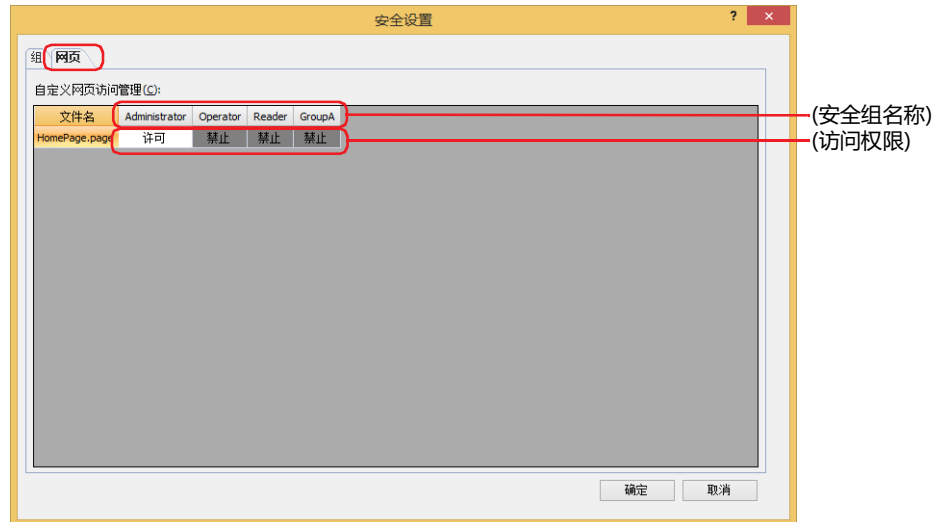 安全设置
? ×
组 网页
自定义网页访问管理(C):
文件名 Administrator Operator Reader GroupA
HomePage.page 许可 禁止 禁止 禁止
(安全组名称)
(访问权限)
确定 取消